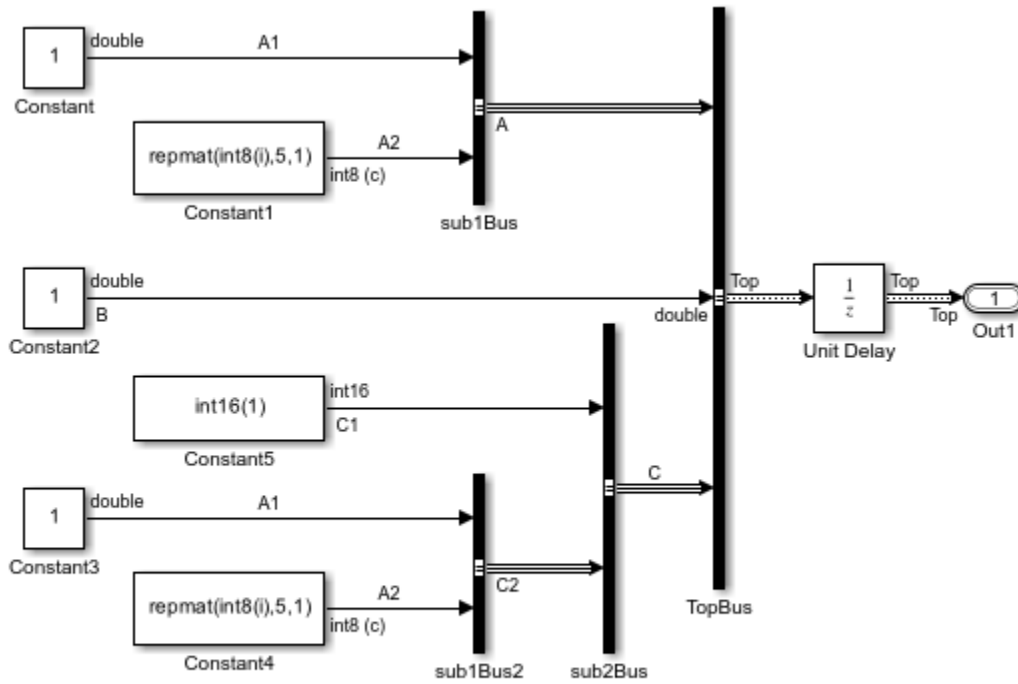 double
A1
1
Constant
A
A2
repmat(int8(i),5,1)
int8 (c)
Constant1
sub1Bus
double
1
B
Constant2
double
Top
1
z
Top
Top
1
Unit Delay
Out1
int16
int16(1)
C1
Constant5
C
double
A1
1
Constant3
C2
A2
repmat(int8(i),5,1)
int8 (c)
Constant4
sub1Bus2
sub2Bus
TopBus